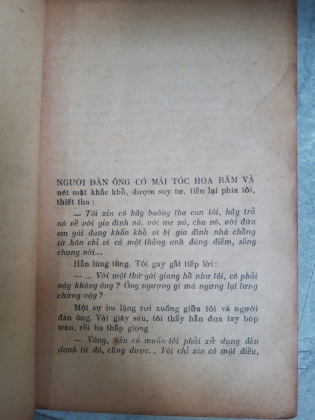 NGƯỜI ĐÀN ÔNG CÓ MÁI TÓC HOA RÂM VÀ
nét mặt khắc khổ, đượm suy tư, tiến lại phía tôi,
thiết tha :
— Tôi xin cô hãy buông tha con tôi, hãy trả
nó về với gia đình nó, với mẹ nó, cha nó, với đứa
em gái đang khốn khổ vì bị gia đình nhà chồng
từ hôn chỉ vì có một thằng anh đàng điếm, sống
chung với...
Hắn lúng túng. Tôi gay gắt tiếp lời :
— ... Với một thứ gái giang hồ như tôi, có phải
vậy không ông ? Ông ngượng gì mà ngưng lại lưng
chừng vậy ?
Một sự im lặng rơi xuống giữa tôi và người
đàn ông. Vài giây sau, tôi thấy hắn đưa tay bóp
trán, rồi hạ thấp giọng :
— Vâng, nếu cô muốn tôi phải xử dụng đến
danh từ đó, cũng được.. Tôi chỉ xin có một điều,